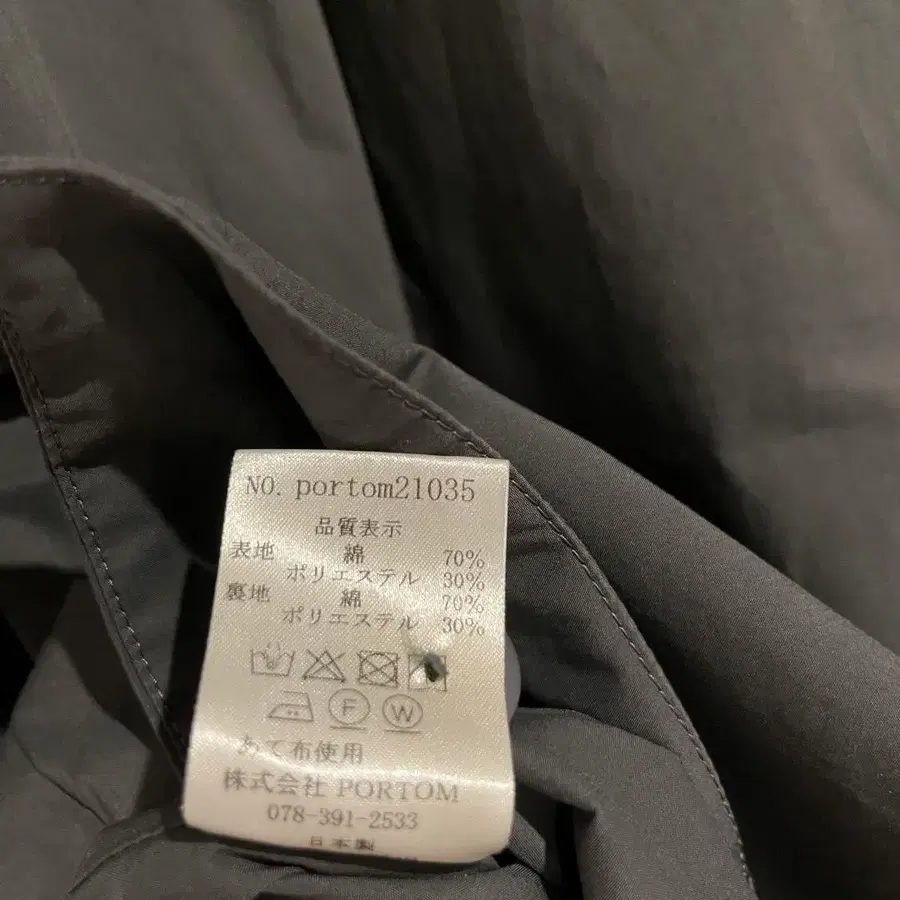 NO. portom21035
品質表示
表地 綿 70%
ポリエステル 30%
裏地 綿 70%
ポリエステル 30%
F W
あて布使用
株式会社 PORTOM
078-391-2533
日本製